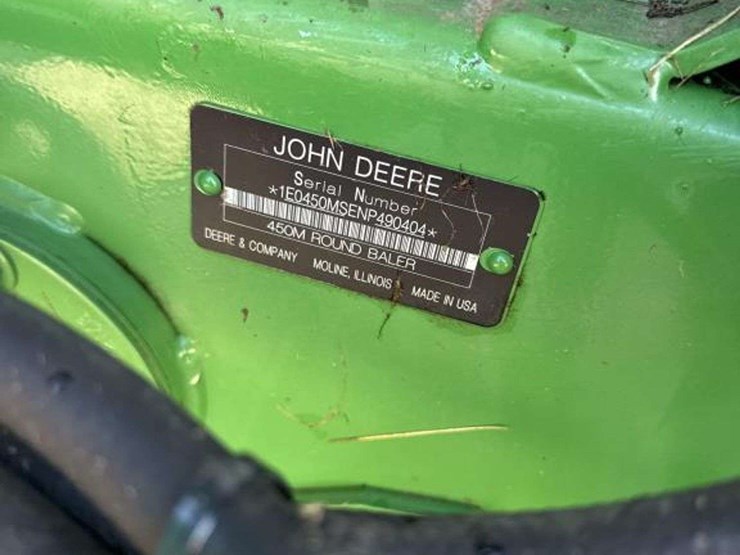 JOHN DEERE
Serial Number
*1E0450MSENP490404*
450M ROUND BALER
DEERE & COMPANY MOLINE, ILLINOIS MADE IN USA